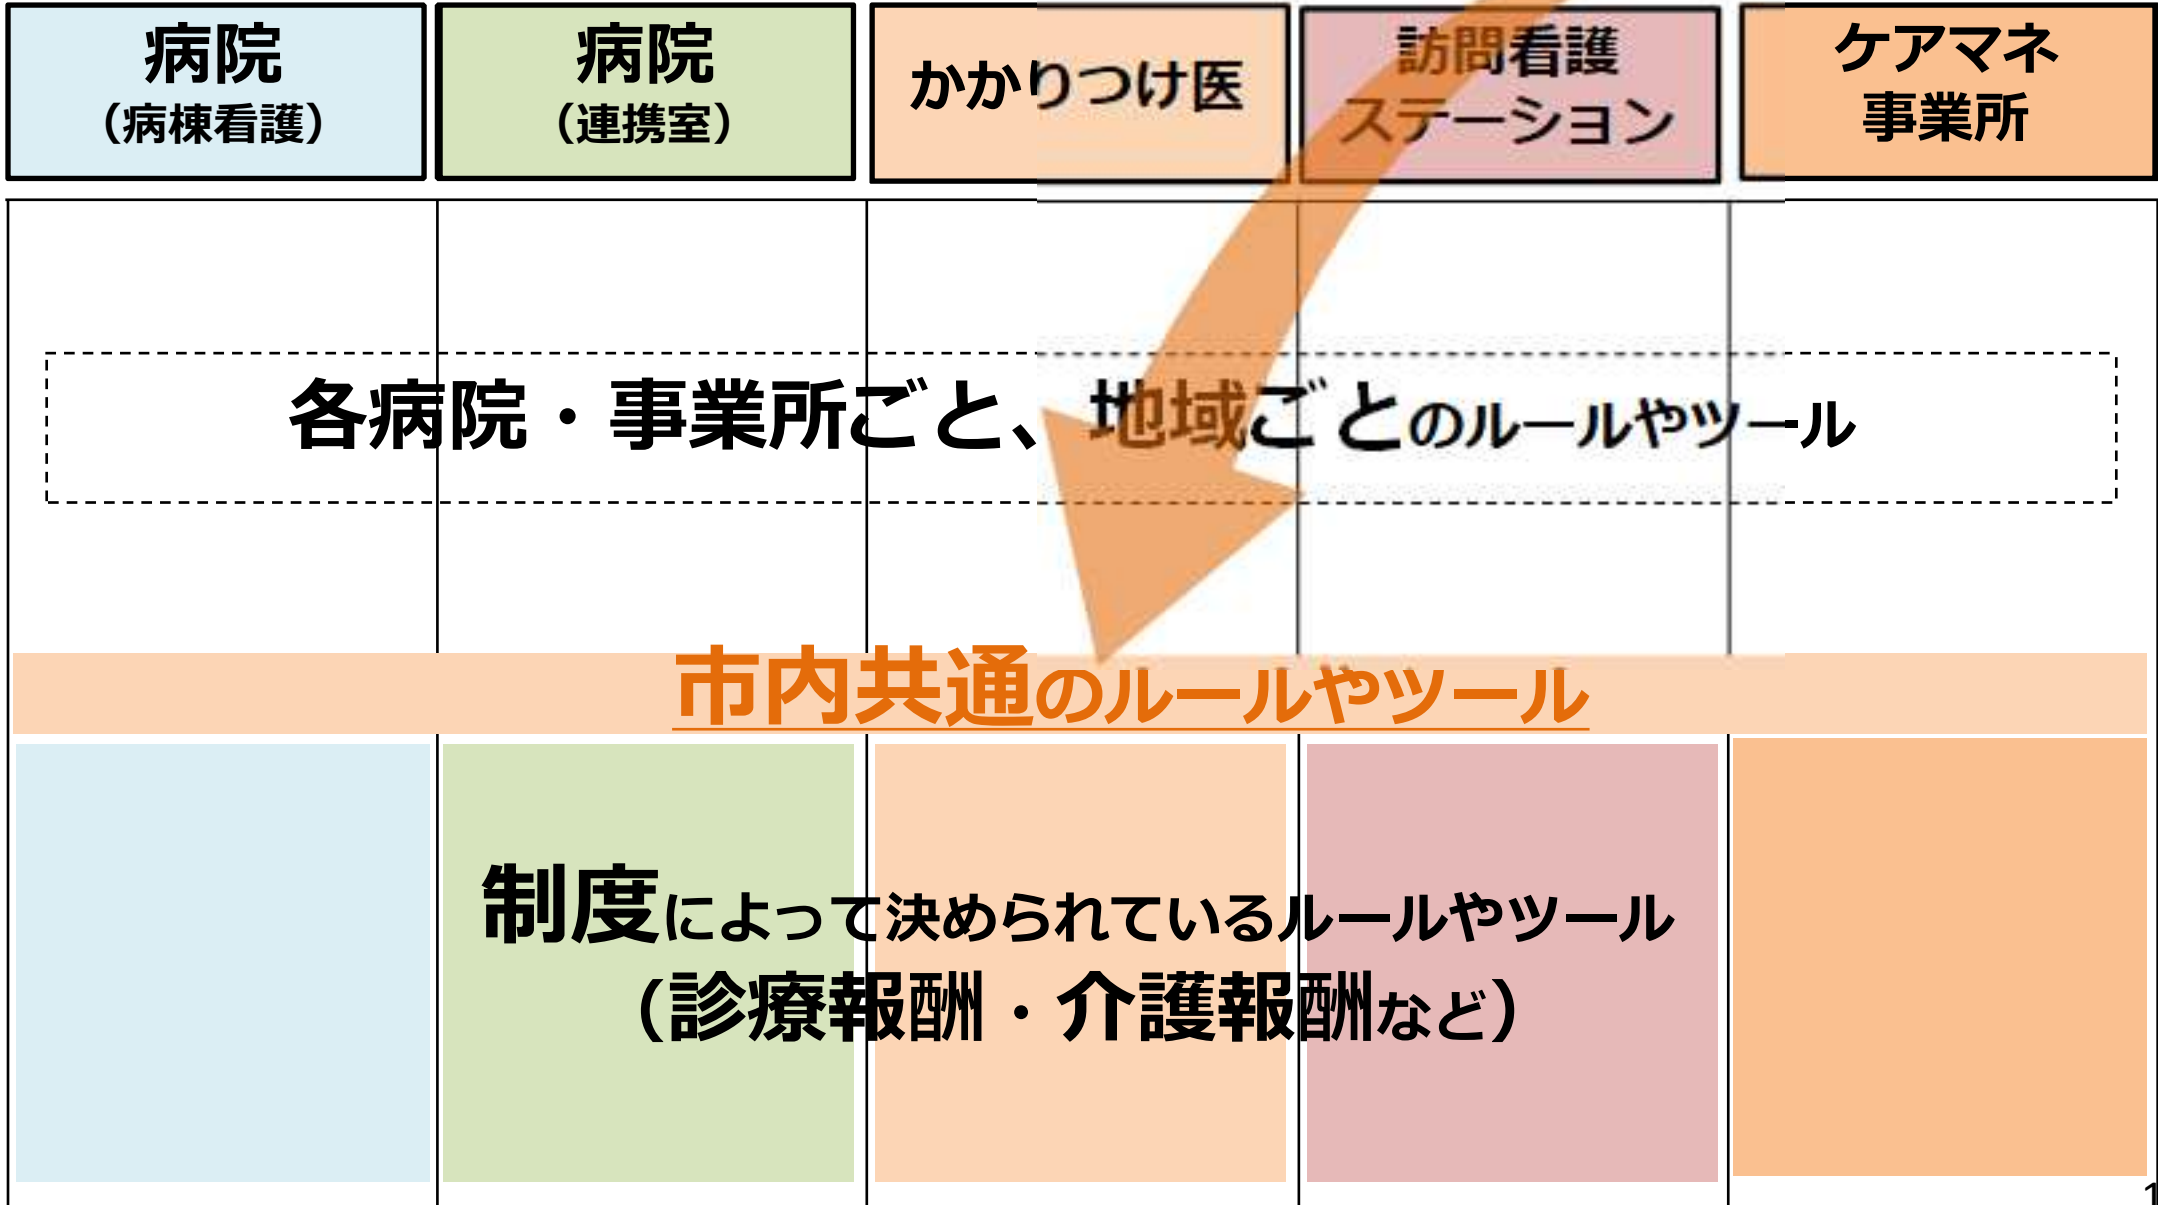 病院
（病棟看護）
病院
（連携室）
かかりつけ医
訪問看護
ステーション
ケアマネ
事業所
各病院・事業所ごと、地域ごとのルールやツール
市内共通のルールやツール
制度によって決められているルールやツール
（診療報酬・介護報酬など）